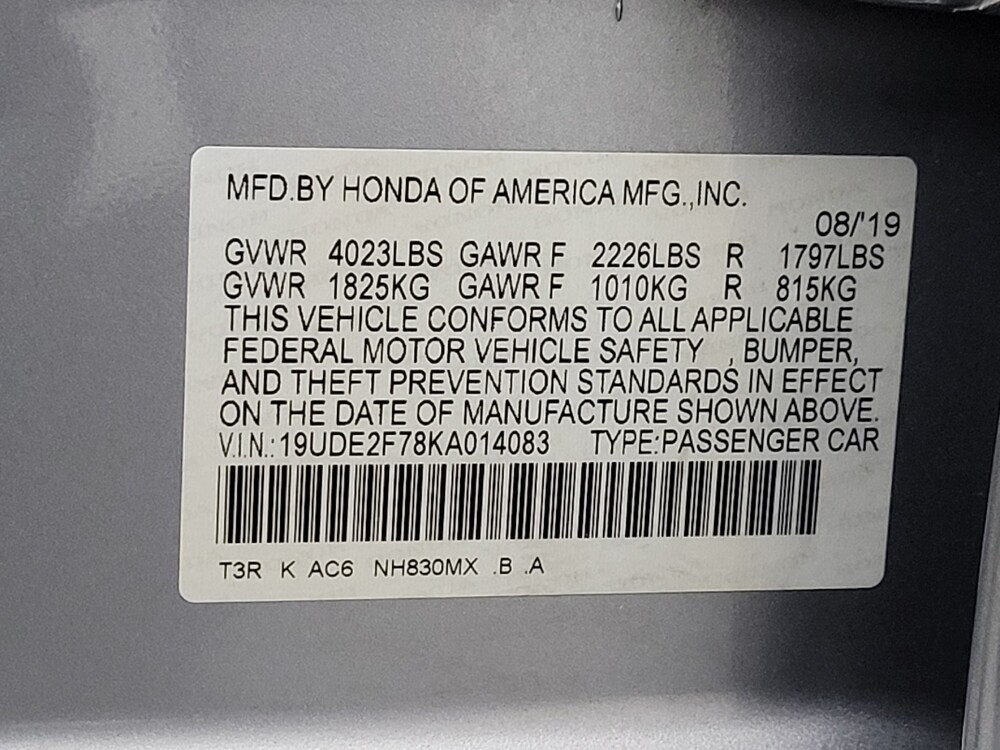 MFD.BY HONDA OF AMERICA MFG.,INC.
08/'19
GVWR 4023LBS GAWR F 2226LBS R 1797LBS
GVWR 1825KG GAWR F 1010KG R 815KG
THIS VEHICLE CONFORMS TO ALL APPLICABLE
FEDERAL MOTOR VEHICLE SAFETY , BUMPER,
AND THEFT PREVENTION STANDARDS IN EFFECT
ON THE DATE OF MANUFACTURE SHOWN ABOVE.
V.I.N.: 19UDE2F78KA014083 TYPE:PASSENGER CAR
T3R K AC6 NH830MX .B .A